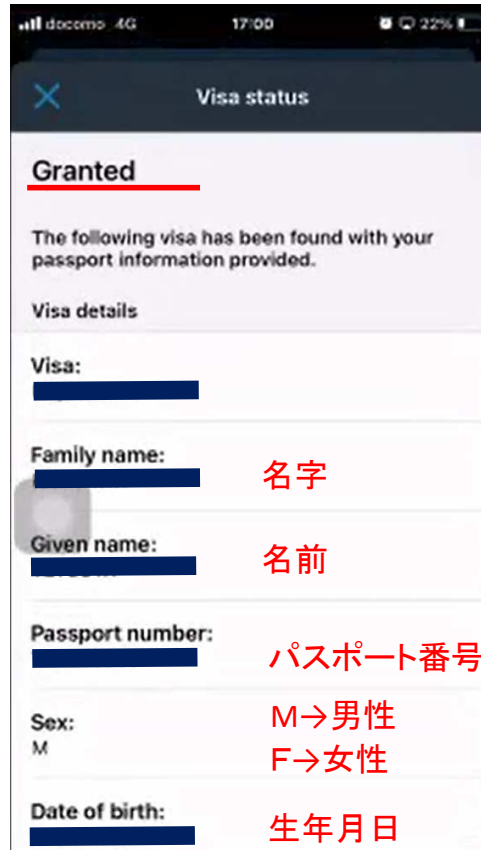 docomo 4G 17:00 22%
Visa status
Granted
The following visa has been found with your
passport information provided.
Visa details
Visa:
Family name:
名字
Given name:
名前
Passport number:
パスポート番号
Sex:
M→男性
M
F→女性
Date of birth:
生年月日